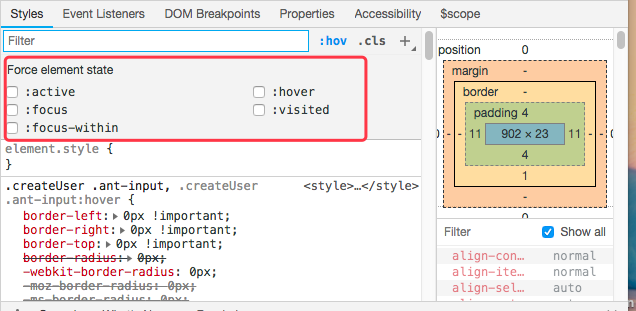 Styles Event Listeners DOM Breakpoints Properties Accessibility $scope
Filter :hov .cls +
Force element state
:active :hover
:focus :visited
:focus-within
element.style {
}
.createUser .ant-input, .createUser <style>…</style>
.ant-input:hover {
border-left: 0px !important;
border-right: 0px !important;
border-top: 0px !important;
border-radius: 0px;
-webkit-border-radius: 0px;
-moz-border-radius: 0px;
-ms-border-radius: 0px;
position 0
margin -
border -
padding 4
0 - - 11 902 × 23 11 - - 0
4
1
-
0
Filter Show all
align-con… normal
align-ite… normal
align-sel… auto